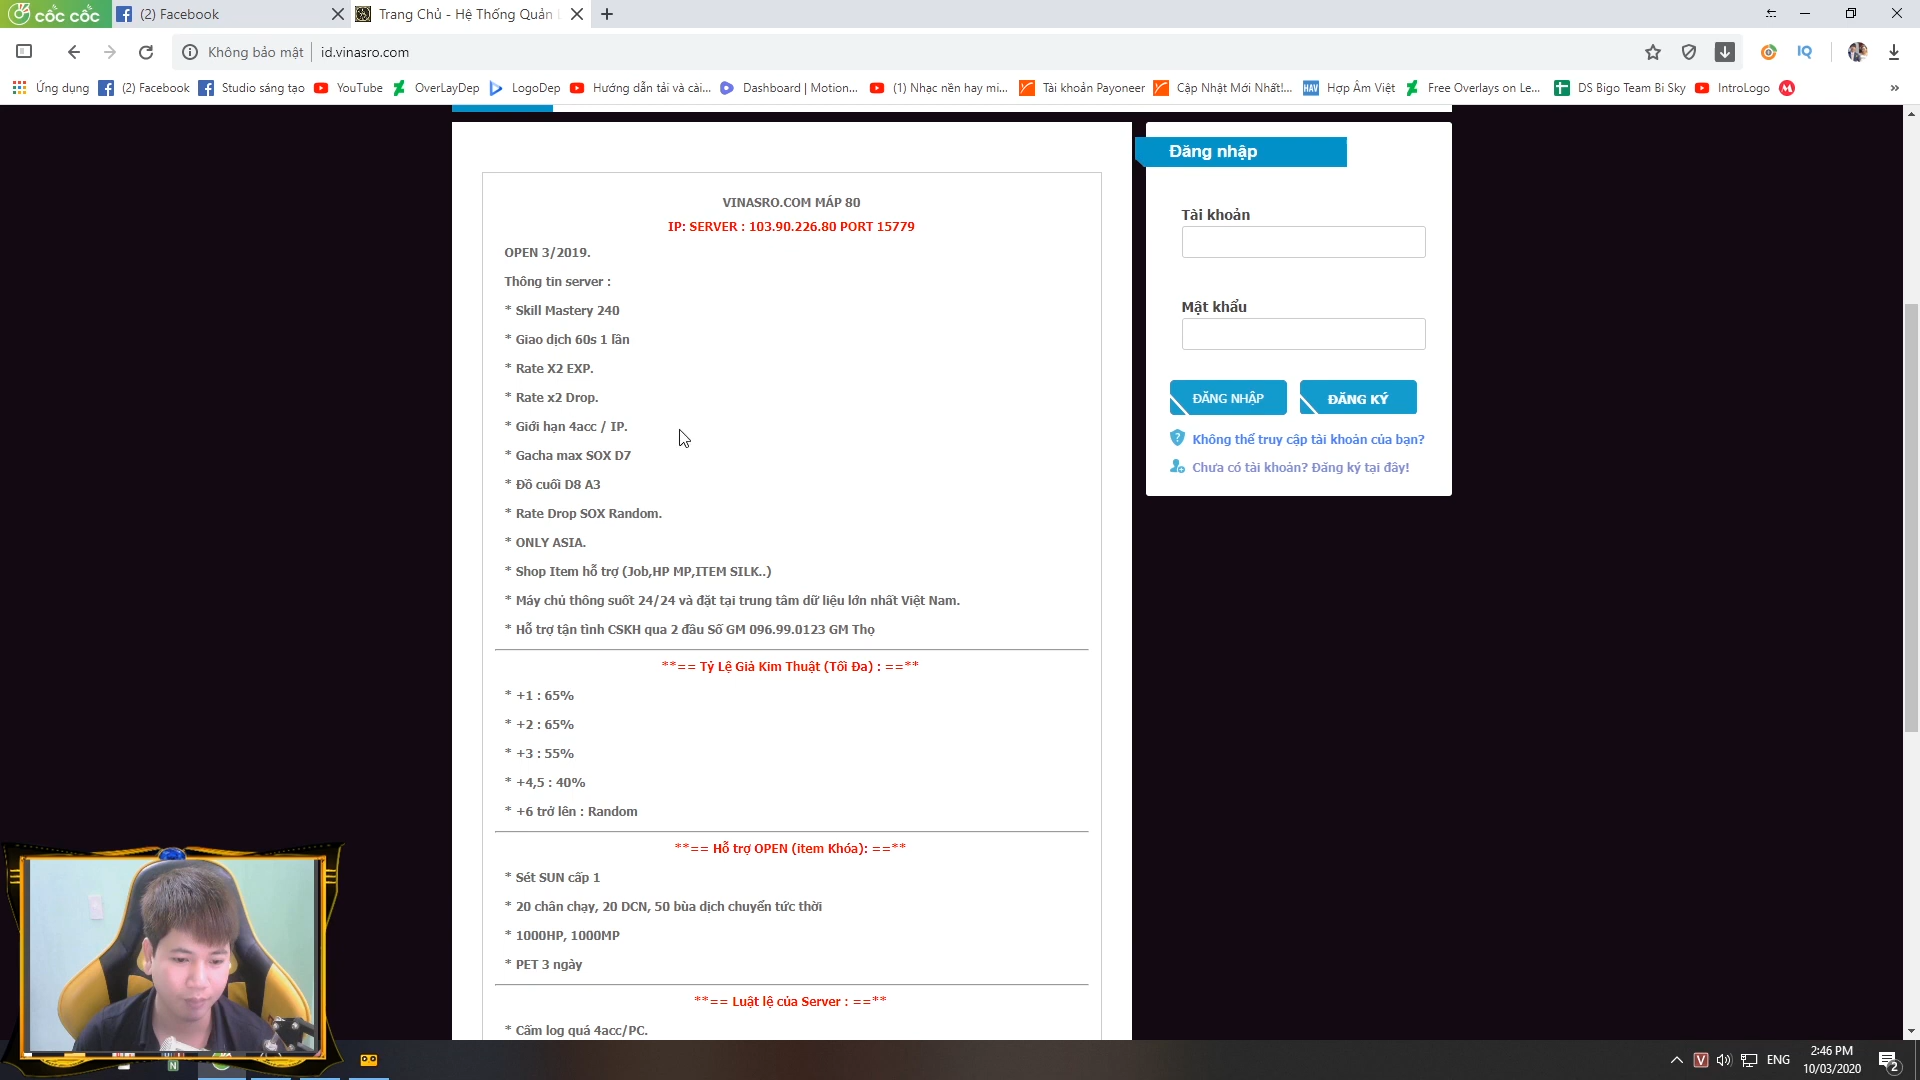 cốc cốc
(2) Facebook
Trang Chủ - Hệ Thống Quản
Không bảo mật
id.vinasro.com
IQ
Ứng dụng
(2) Facebook
Studio sáng tạo
YouTube
OverLayDep
LogoDep
Hướng dẫn tải và cài...
Dashboard | Motion...
(1) Nhạc nền hay mi...
Tài khoản Payoneer
Cập Nhật Mới Nhất!...
HAV
Hợp Âm Việt
Free Overlays on Le...
DS Bigo Team Bi Sky
IntroLogo
»
VINASRO.COM MÁP 80
IP: SERVER : 103.90.226.80 PORT 15779
OPEN 3/2019.
Thông tin server :
* Skill Mastery 240
* Giao dịch 60s 1 lần
* Rate X2 EXP.
* Rate x2 Drop.
* Giới hạn 4acc / IP.
* Gacha max SOX D7
* Đồ cuối D8 A3
* Rate Drop SOX Random.
* ONLY ASIA.
* Shop Item hỗ trợ (Job,HP MP,ITEM SILK..)
* Máy chủ thông suốt 24/24 và đặt tại trung tâm dữ liệu lớn nhất Việt Nam.
* Hỗ trợ tận tình CSKH qua 2 đầu Số GM 096.99.0123 GM Thọ
**== Tỷ Lệ Giả Kim Thuật (Tối Đa) : ==**
* +1 : 65%
* +2 : 65%
* +3 : 55%
* +4,5 : 40%
* +6 trở lên : Random
**== Hỗ trợ OPEN (item Khóa): ==**
* Sét SUN cấp 1
* 20 chân chạy, 20 DCN, 50 bùa dịch chuyển tức thời
* 1000HP, 1000MP
* PET 3 ngày
**== Luật lệ của Server : ==**
* Cấm log quá 4acc/PC.
Đăng nhập
Tài khoản
Mật khẩu
ĐĂNG NHẬP
ĐĂNG KÝ
Không thể truy cập tài khoản của bạn?
Chưa có tài khoản? Đăng ký tại đây!
V
ENG
2:46 PM
10/03/2020
2